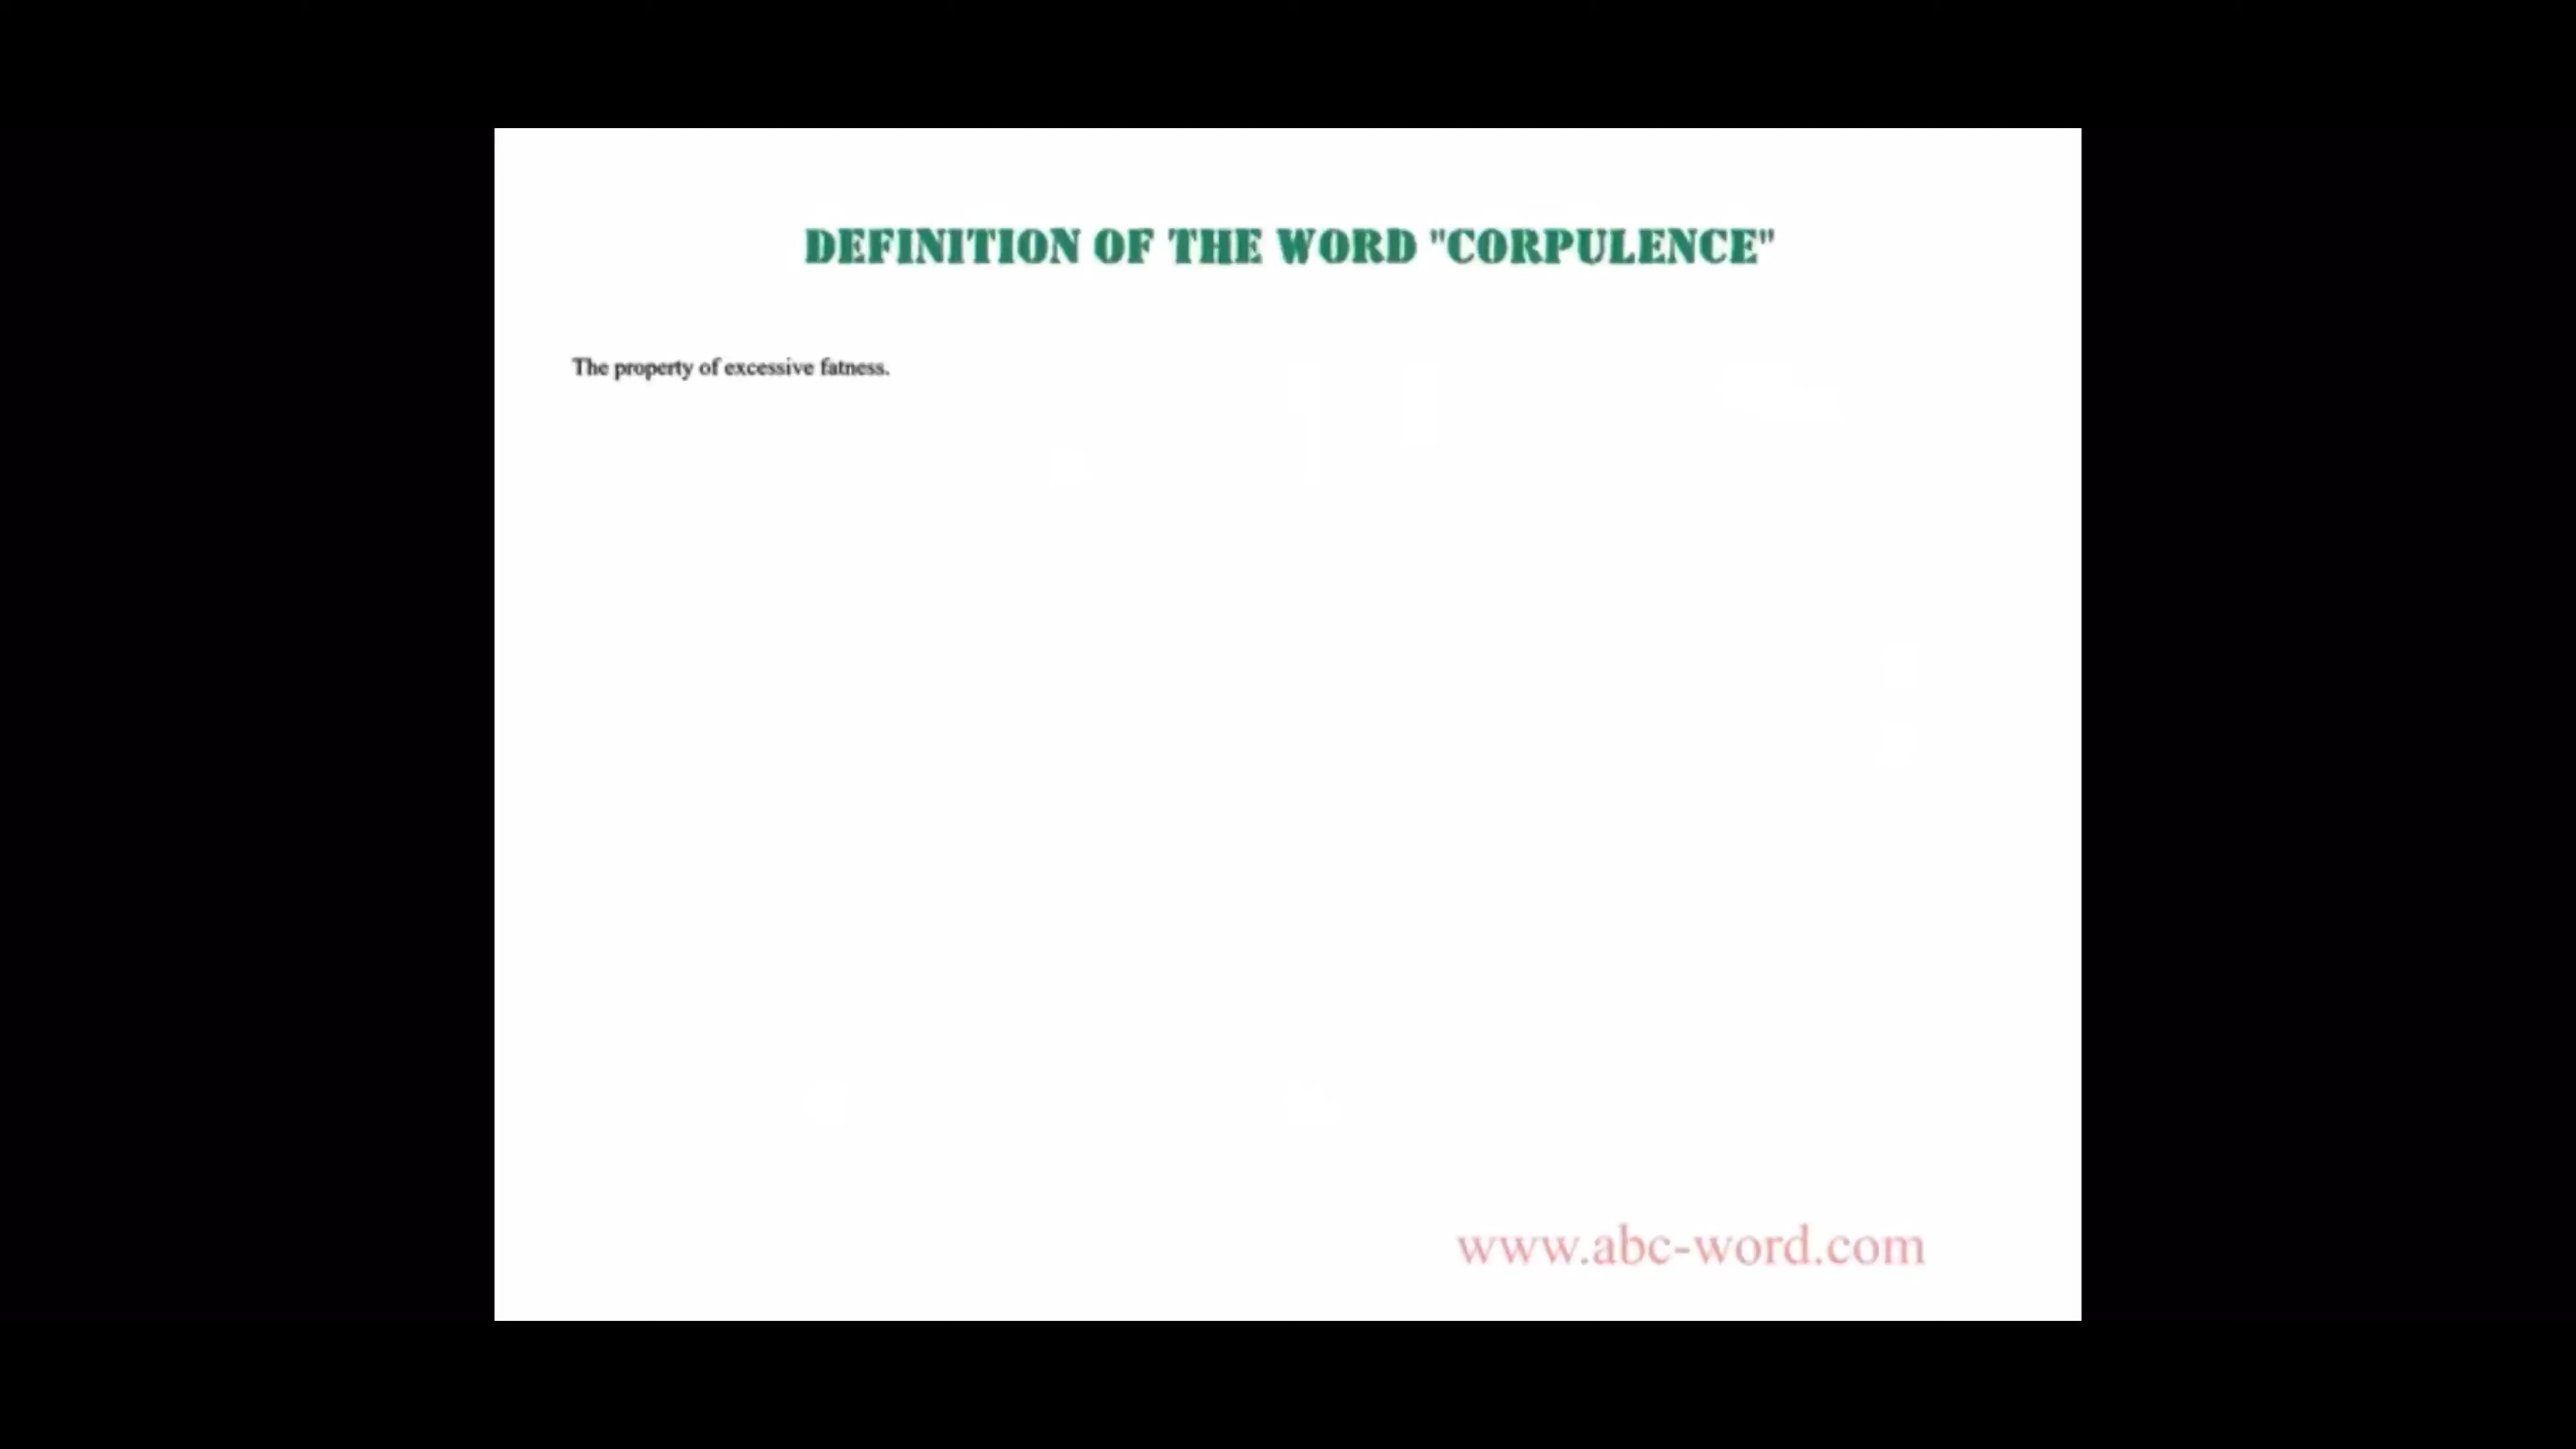 DEFINITION OF THE WORD "CORPULENCE"
The property of excessive fatness.
www.abc-word.com